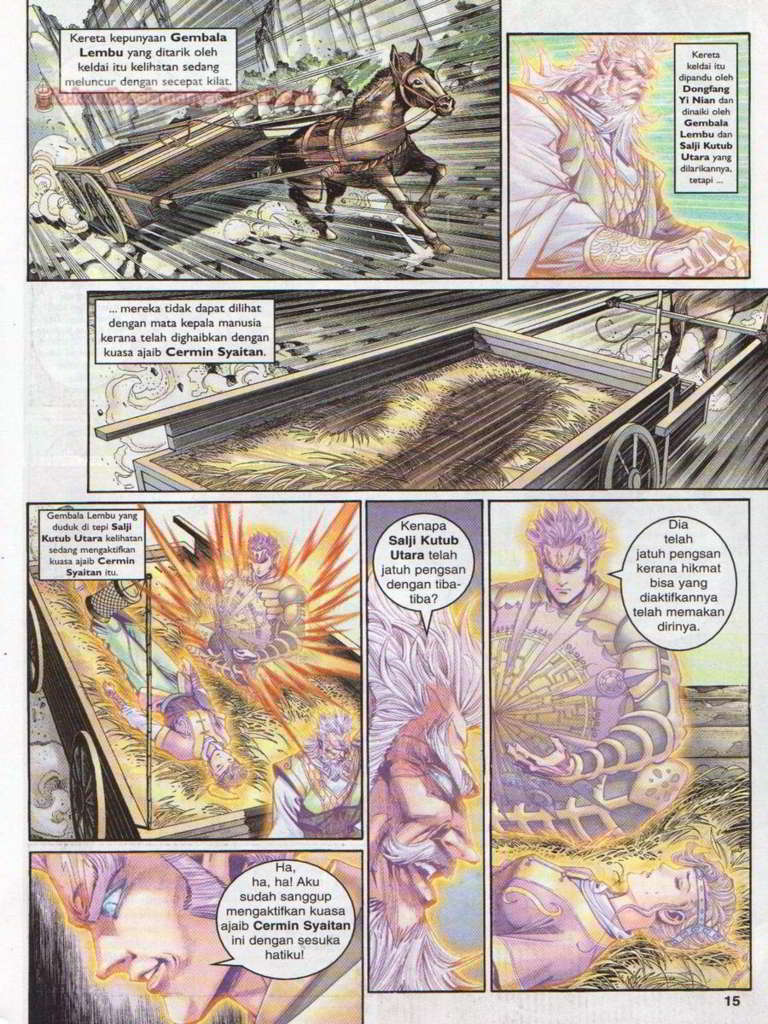 Kereta kepunyaan Gembala
Lembu yang ditarik oleh
keldai itu kelihatan sedang
meluncur dengan secepat kilat.
Kereta
keldai itu
dipandu oleh
Dongfang
Yi Nian dan
dinaiki oleh
Gembala
Lembu dan
Salji Kutub
Utara yang
dilarikannya,
tetapi ...
... mereka tidak dapat dilihat
dengan mata kepala manusia
kerana telah dighaibkan dengan
kuasa ajaib Cermin Syaitan.
Gembala Lembu yang
duduk di tepi Salji
Kutub Utara kelihatan
sedang mengaktifkan
kuasa ajaib Cermin
Syaitan itu.
Kenapa
Salji Kutub
Utara telah
jatuh pengsan
dengan tiba-
tiba?
Dia
telah
jatuh pengsan
kerana hikmat
bisa yang
diaktifkannya
telah memakan
dirinya.
Ha,
ha, ha! Aku
sudah sanggup
mengaktifkan kuasa
ajaib Cermin Syaitan
ini dengan sesuka
hatiku!
15